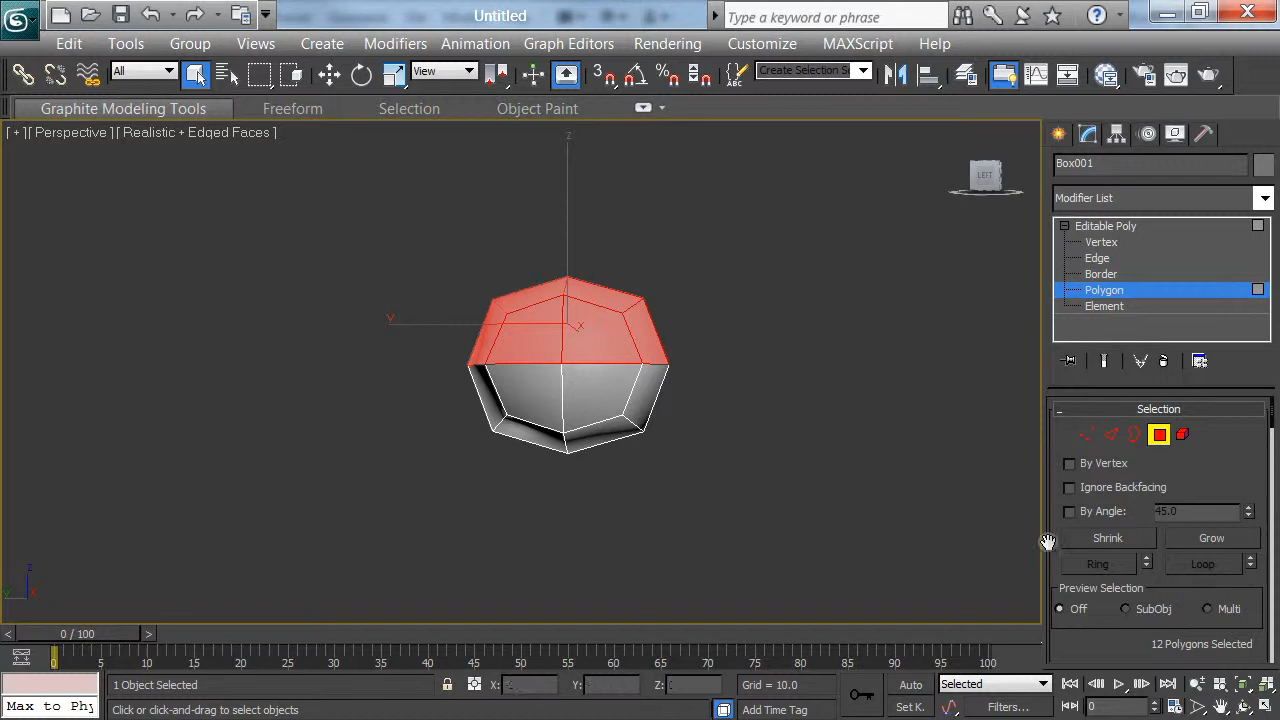 Untitled
Type a keyword or phrase
Edit Tools Group Views Create Modifiers Animation Graph Editors Rendering Customize MAXScript Help
All View Create Selection S
Graphite Modeling Tools Freeform Selection Object Paint
[ + ][ Perspective ][ Realistic + Edged Faces ]
z
LEFT
x
Box001
Modifier List
Editable Poly
Vertex
Edge
Border
Polygon
Element
- Selection
By Vertex
Ignore Backfacing
By Angle: 45.0
Shrink Grow
Ring Loop
Preview Selection
Off SubObj Multi
12 Polygons Selected
z
y x
< 0 / 100 >
0 5 10 15 20 25 30 35 40 45 50 55 60 65 70 75 80 85 90 95 100
1 Object Selected X: Y: Z: Grid = 10.0 Auto Selected
Max to Phy Click or click-and-drag to select objects Add Time Tag Set K. Filters... 0